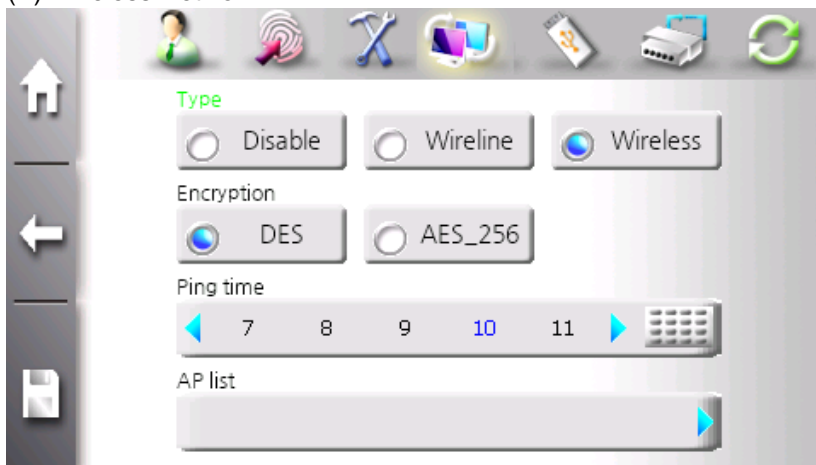 Type
Disable Wireline Wireless
Encryption
DES AES_256
Ping time
7 8 9 10 11
AP list